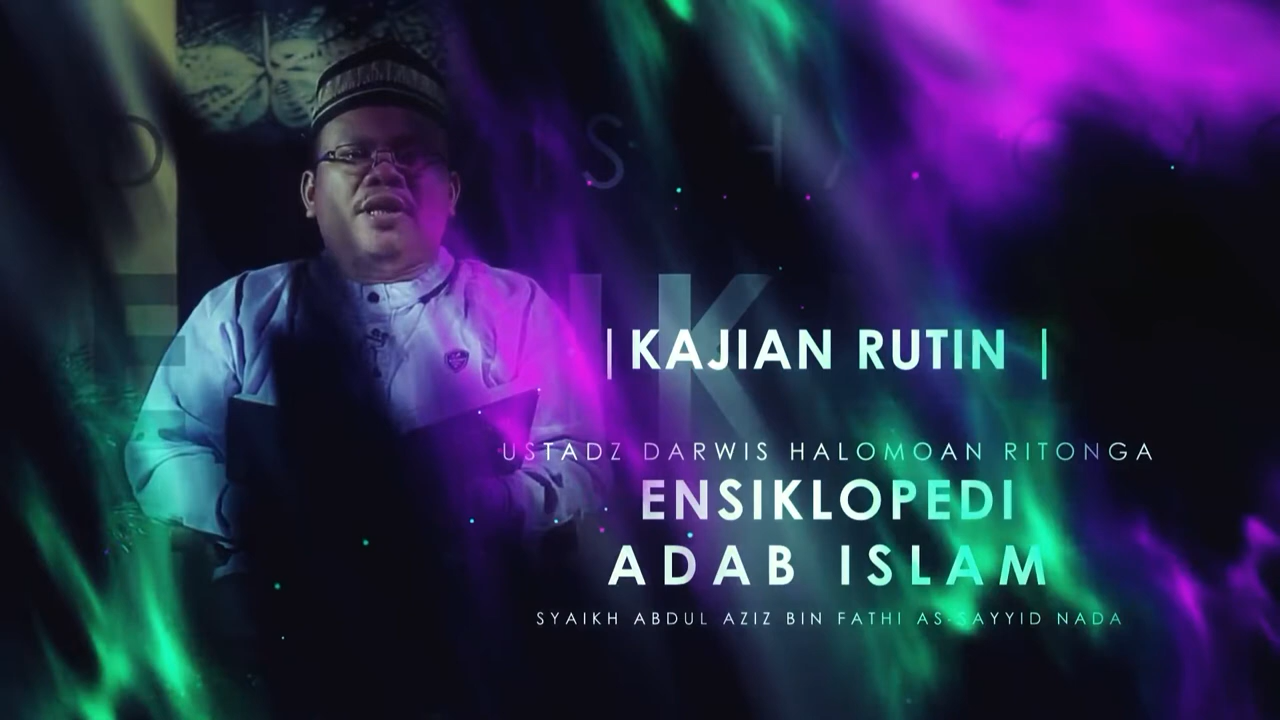 | KAJIAN RUTIN |
USTADZ DARWIS HALOMOAN RITONGA
ENSIKLOPEDI
ADAB ISLAM
SYAIKH ABDUL AZIZ BIN FATHI AS-SAYYID NADA